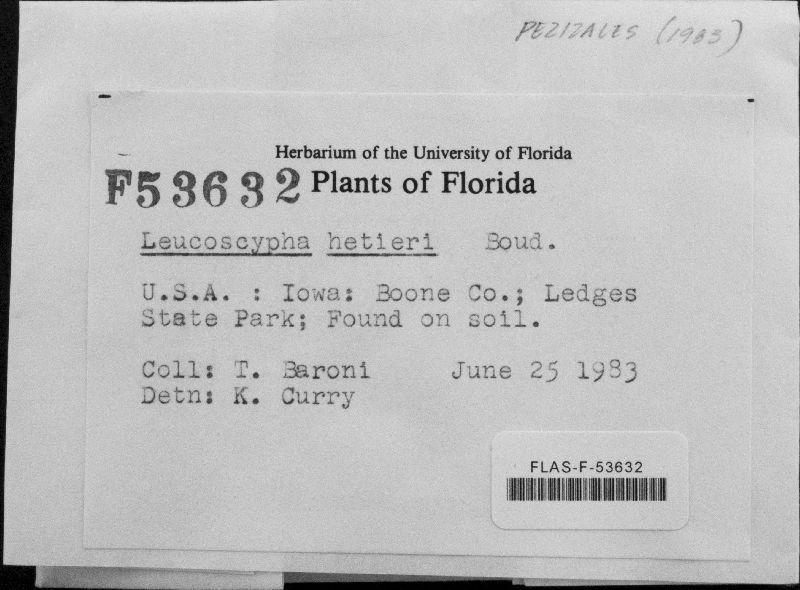 PEZIZALES (1983)
Herbarium of the University of Florida
F53632 Plants of Florida
Leucoscypha hetieri Boud.
U.S.A. : Iowa: Boone Co.; Ledges
State Park; Found on soil.
Coll: T. Baroni June 25 1983
Detn: K. Curry
FLAS-F-53632